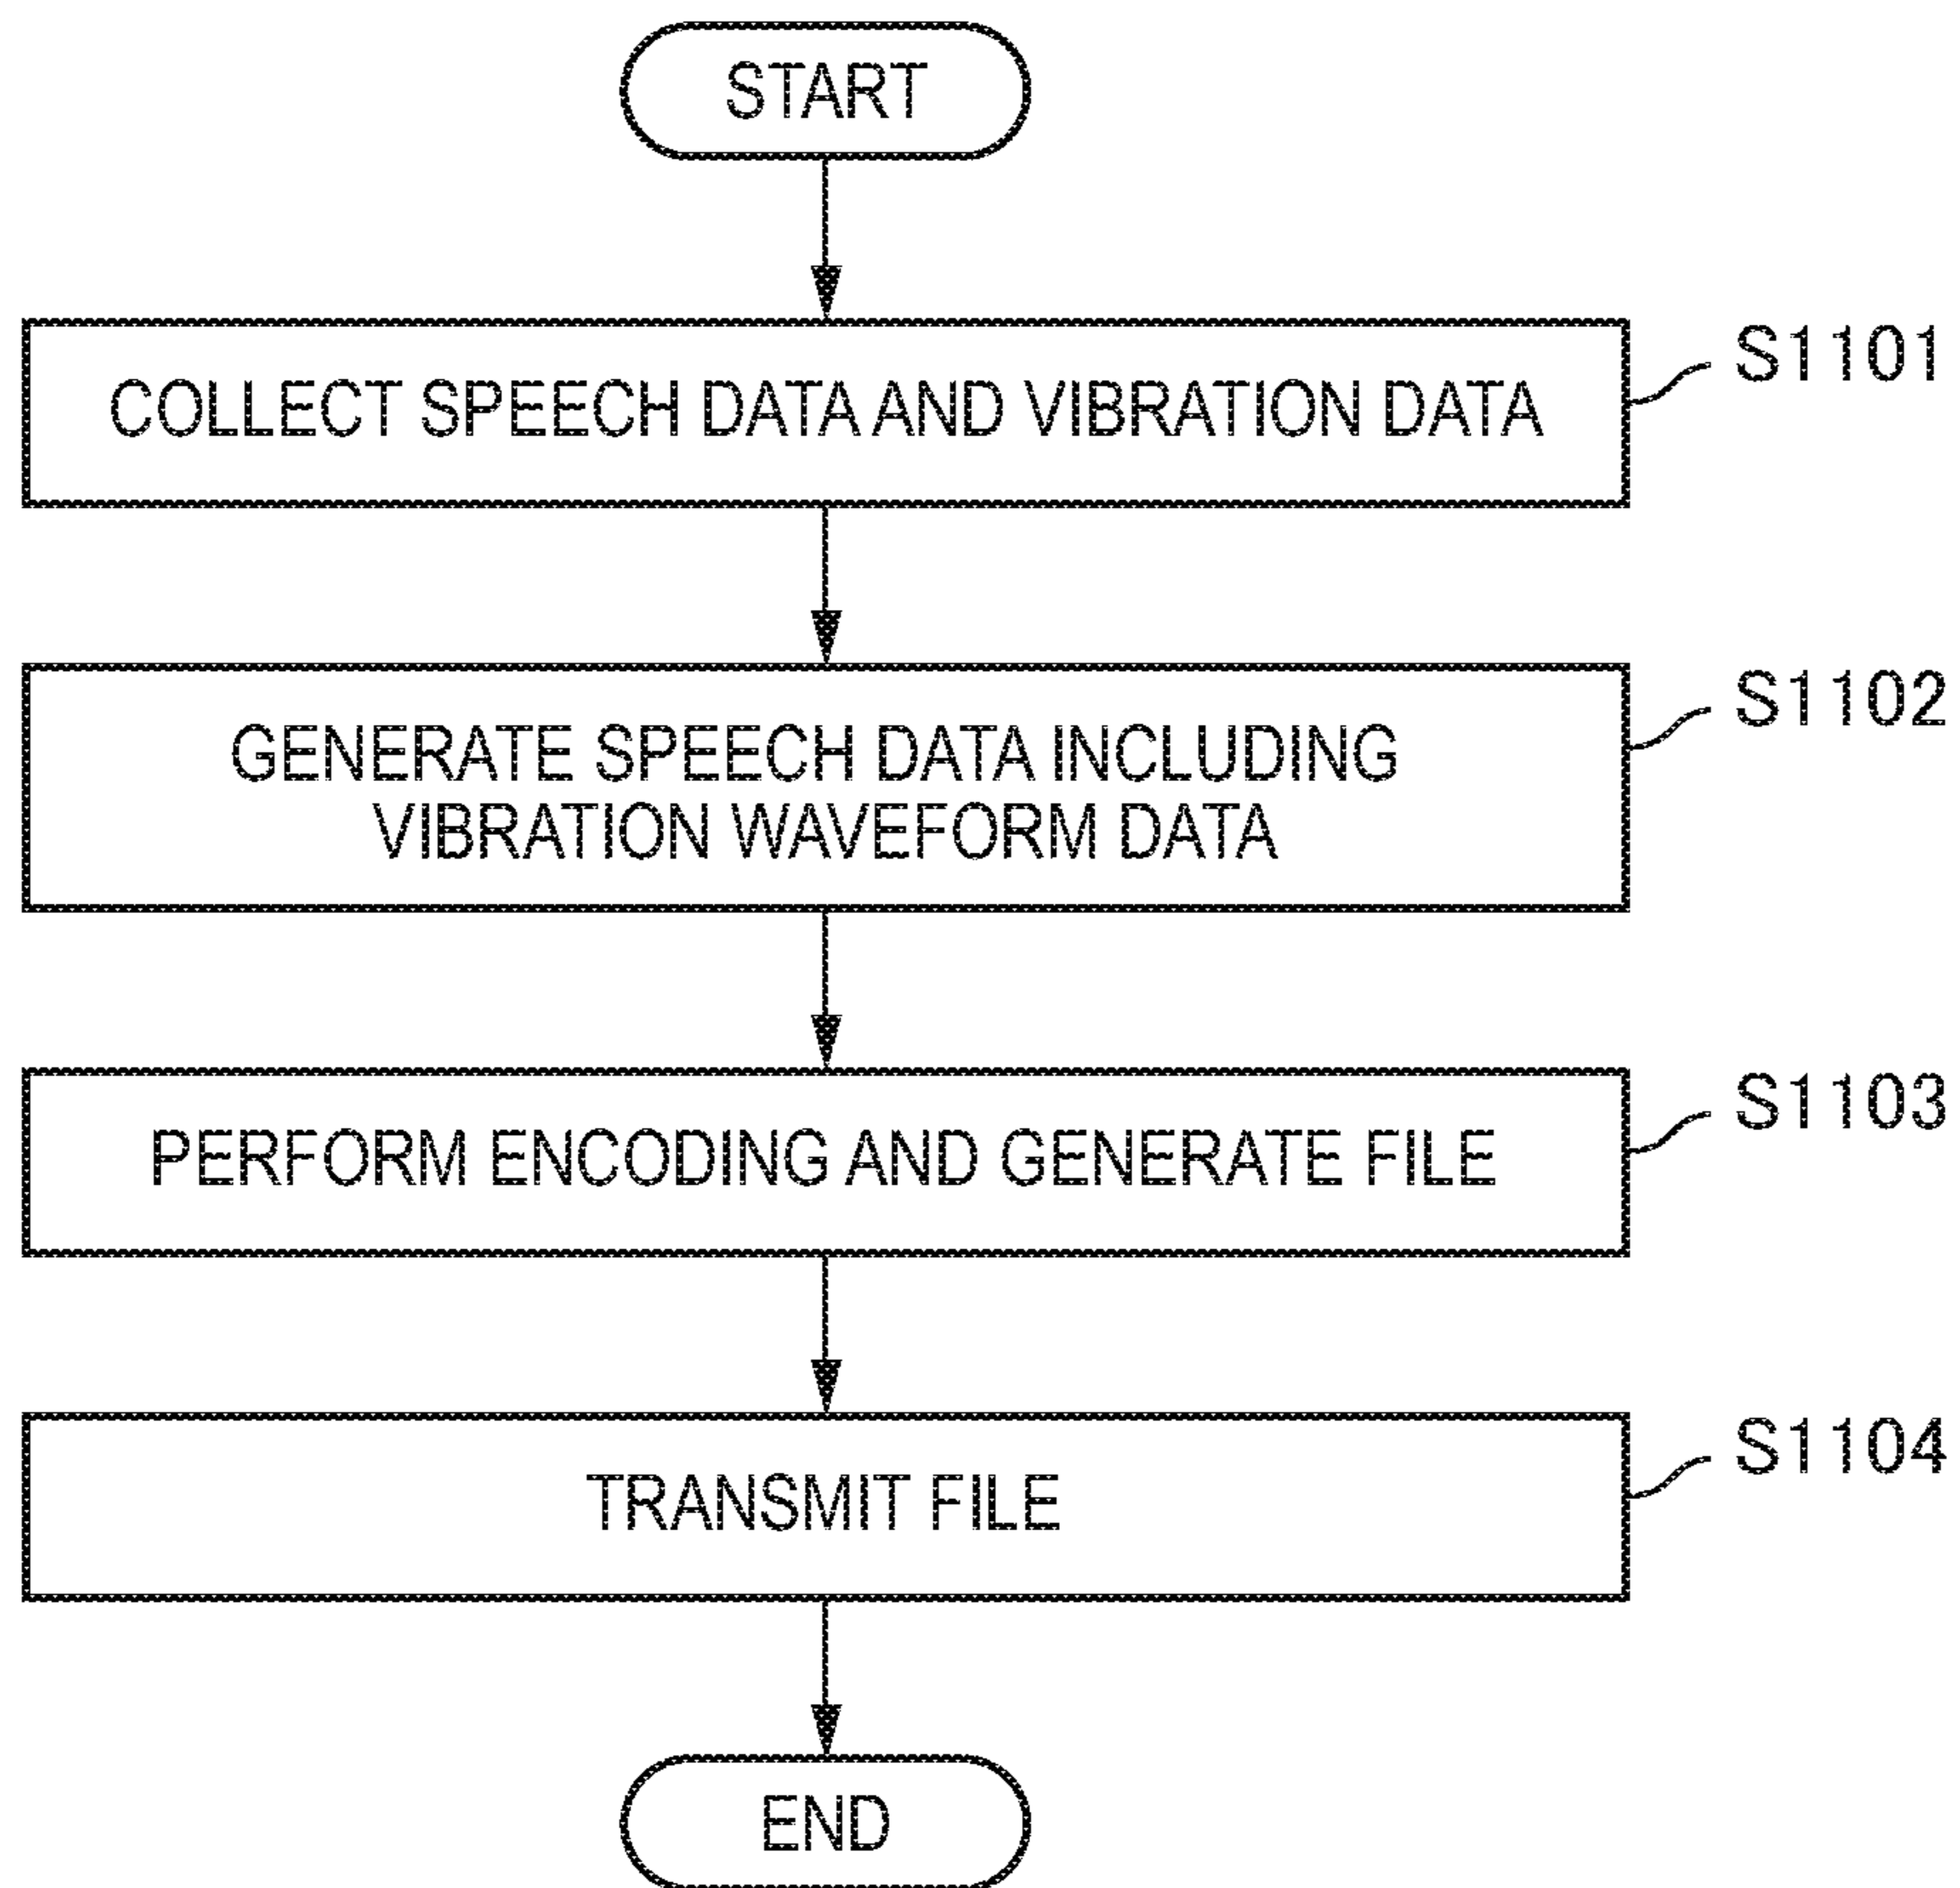 START
COLLECT SPEECH DATA AND VIBRATION DATA
S1101
GENERATE SPEECH DATA INCLUDING
VIBRATION WAVEFORM DATA
S1102
PERFORM ENCODING AND GENERATE FILE
S1103
TRANSMIT FILE
S1104
END